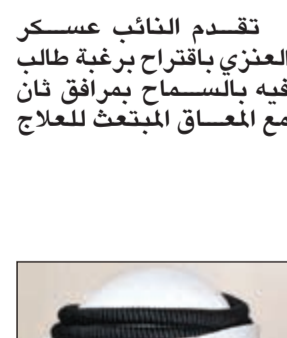 تقدم النائب عسكر
العنزي باقتراح برغبة طالب
فيه بالسماح بمرافق ثان
مع المعاق المبتعث للعلاج